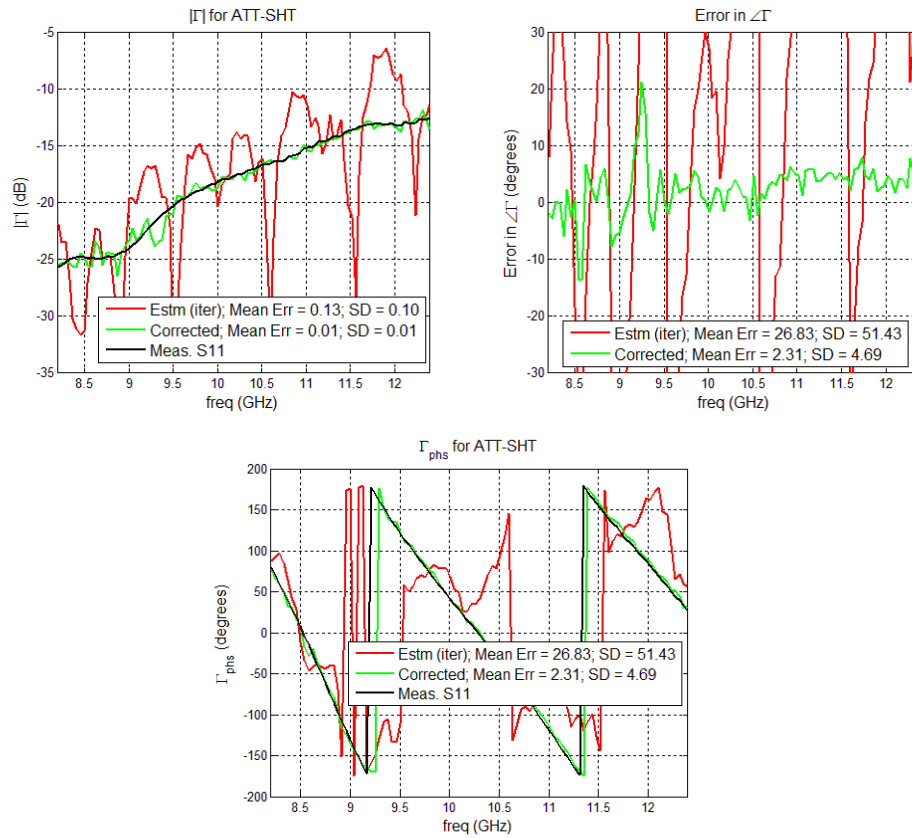 |Γ| for ATT-SHT
-5
-10
-15
-20
-25
-30
-35
|Γ| (dB)
8.5 9 9.5 10 10.5 11 11.5 12
freq (GHz)
Estm (iter); Mean Err = 0.13; SD = 0.10
Corrected; Mean Err = 0.01; SD = 0.01
Meas. S11
Error in ∠Γ
30
20
10
0
-10
-20
-30
Error in ∠Γ (degrees)
8.5 9 9.5 10 10.5 11 11.5 12
freq (GHz)
Estm (iter); Mean Err = 26.83; SD = 51.43
Corrected; Mean Err = 2.31; SD = 4.69
Γphs for ATT-SHT
200
150
100
50
0
-50
-100
-150
-200
Γphs (degrees)
8.5 9 9.5 10 10.5 11 11.5 12
freq (GHz)
Estm (iter); Mean Err = 26.83; SD = 51.43
Corrected; Mean Err = 2.31; SD = 4.69
Meas. S11